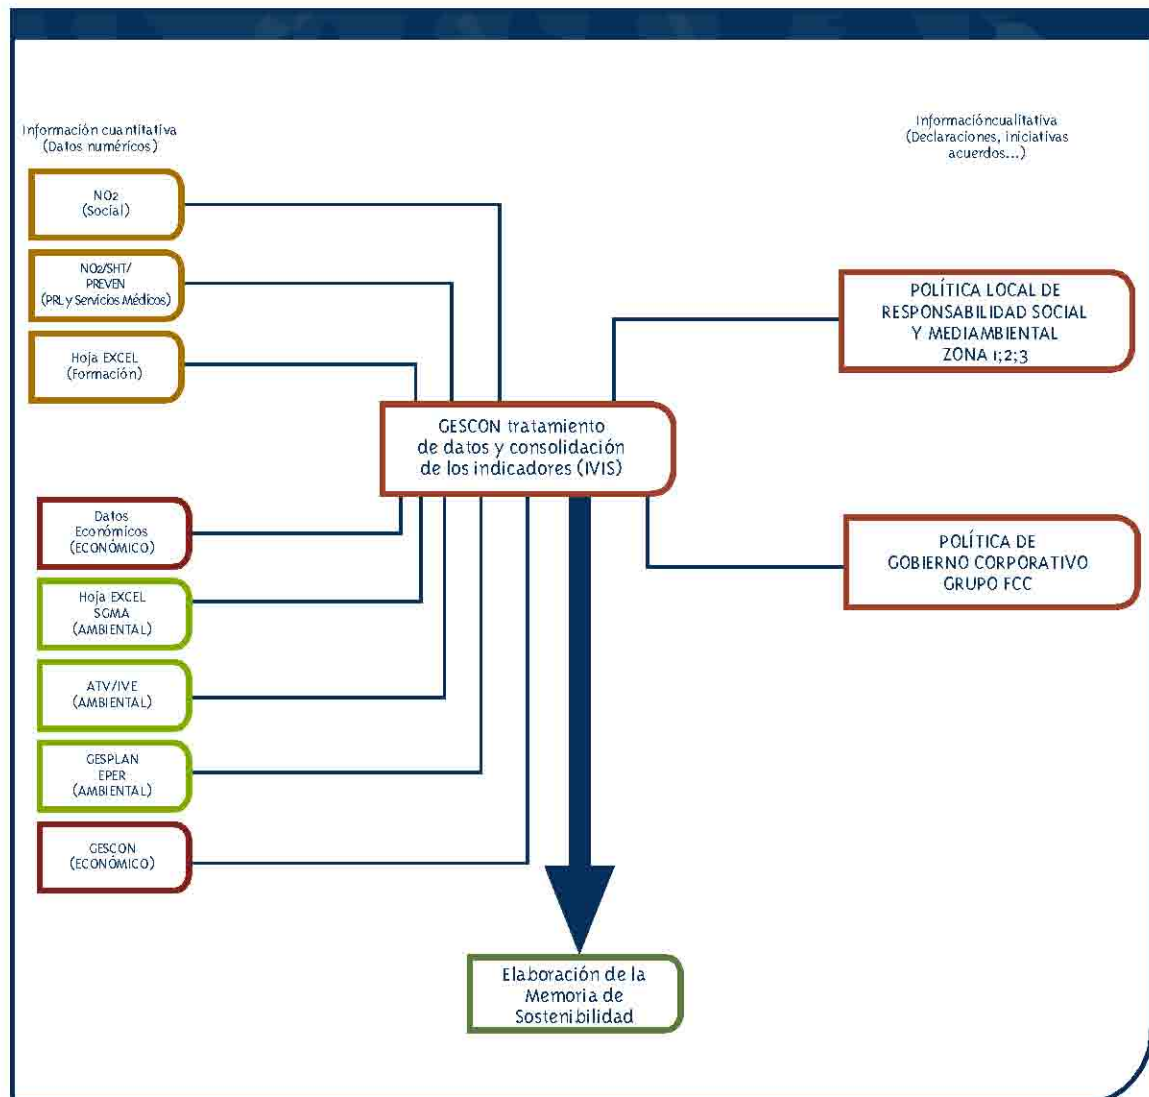 Información cuantitativa
(Datos numéricos)
Informacióncualitativa
(Declaraciones, iniciativas
acuerdos...)
NO2
(Social)
NO2/SHT/
PREVEN
(PRL y Servicios Médicos)
Hoja EXCEL
(Formación)
POLÍTICA LOCAL DE
RESPONSABILIDAD SOCIAL
Y MEDIAMBIENTAL
ZONA 1;2;3
GESCON tratamiento
de datos y consolidación
de los indicadores (IVIS)
Datos
Económicos
(ECONÓMICO)
Hoja EXCEL
SGMA
(AMBIENTAL)
ATV/IVE
(AMBIENTAL)
GESPLAN
EPER
(AMBIENTAL)
GESCON
(ECONÓMICO)
POLÍTICA DE
GOBIERNO CORPORATIVO
GRUPO FCC
Elaboración de la
Memoria de
Sostenibilidad